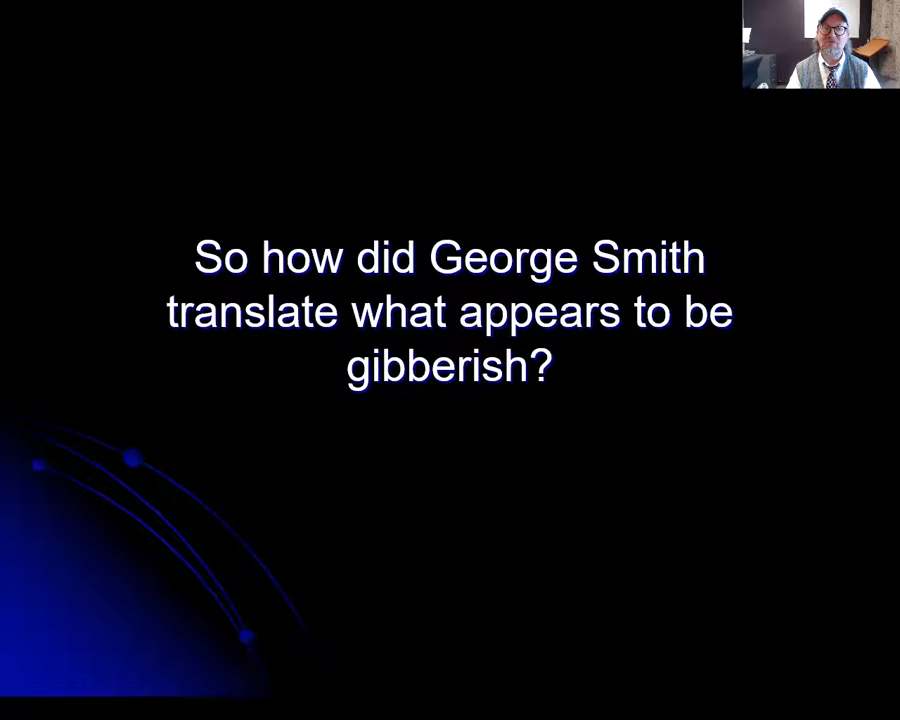 So how did George Smith
translate what appears to be
gibberish?